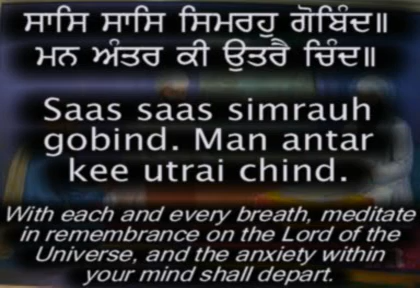 ਸਾਸਿ ਸਾਸਿ ਸਿਮਰਹੁ ਗੋਬਿੰਦ॥
ਮਨ ਅੰਤਰ ਕੀ ਉਤਰੈ ਚਿੰਦ॥
Saas saas simrauh
gobind. Man antar
kee utrai chind.
With each and every breath, meditate
in remembrance on the Lord of the
Universe, and the anxiety within
your mind shall depart.